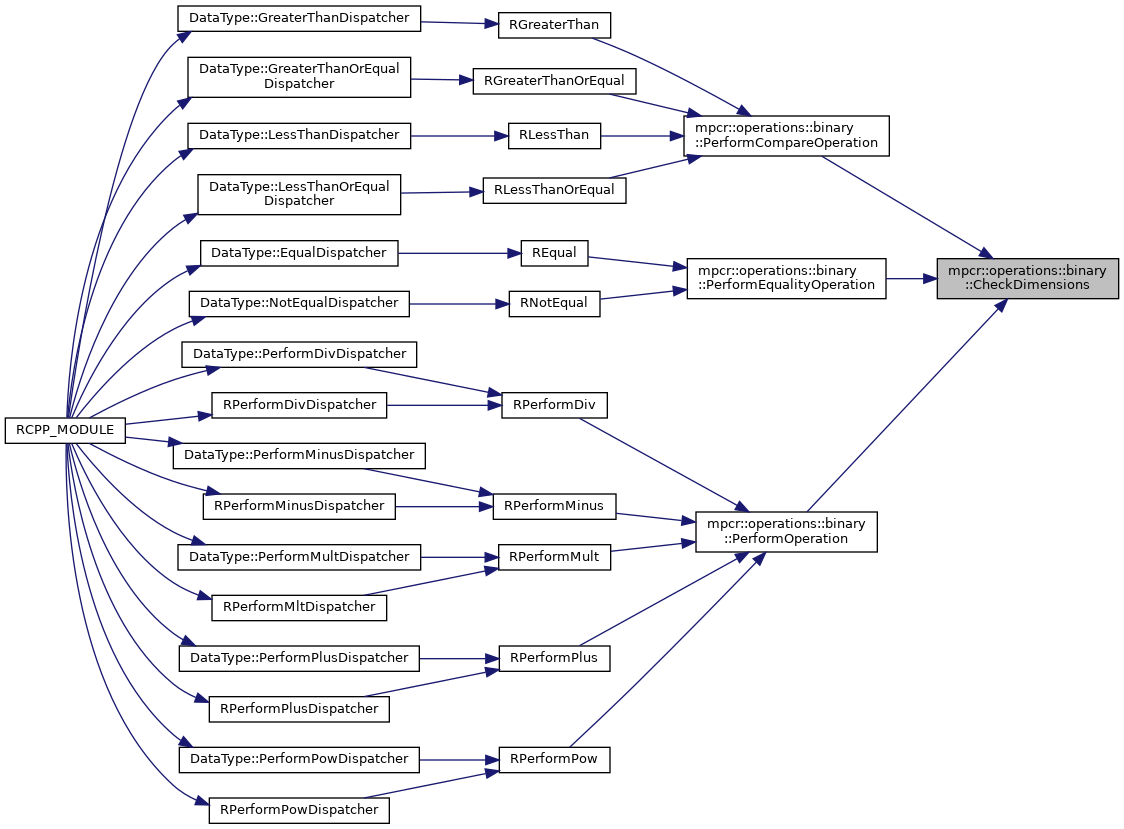 DataType::GreaterThanDispatcher
RGreaterThan
DataType::GreaterThanOrEqual
Dispatcher
RGreaterThanOrEqual
mpcr::operations::binary
::PerformCompareOperation
DataType::LessThanDispatcher
RLessThan
DataType::LessThanOrEqual
Dispatcher
RLessThanOrEqual
DataType::EqualDispatcher
REqual
mpcr::operations::binary
::PerformEqualityOperation
mpcr::operations::binary
::CheckDimensions
DataType::NotEqualDispatcher
RNotEqual
DataType::PerformDivDispatcher
RPerformDivDispatcher
RPerformDiv
RCPP_MODULE
DataType::PerformMinusDispatcher
RPerformMinusDispatcher
RPerformMinus
mpcr::operations::binary
::PerformOperation
DataType::PerformMultDispatcher
RPerformMult
RPerformMltDispatcher
DataType::PerformPlusDispatcher
RPerformPlus
RPerformPlusDispatcher
DataType::PerformPowDispatcher
RPerformPow
RPerformPowDispatcher